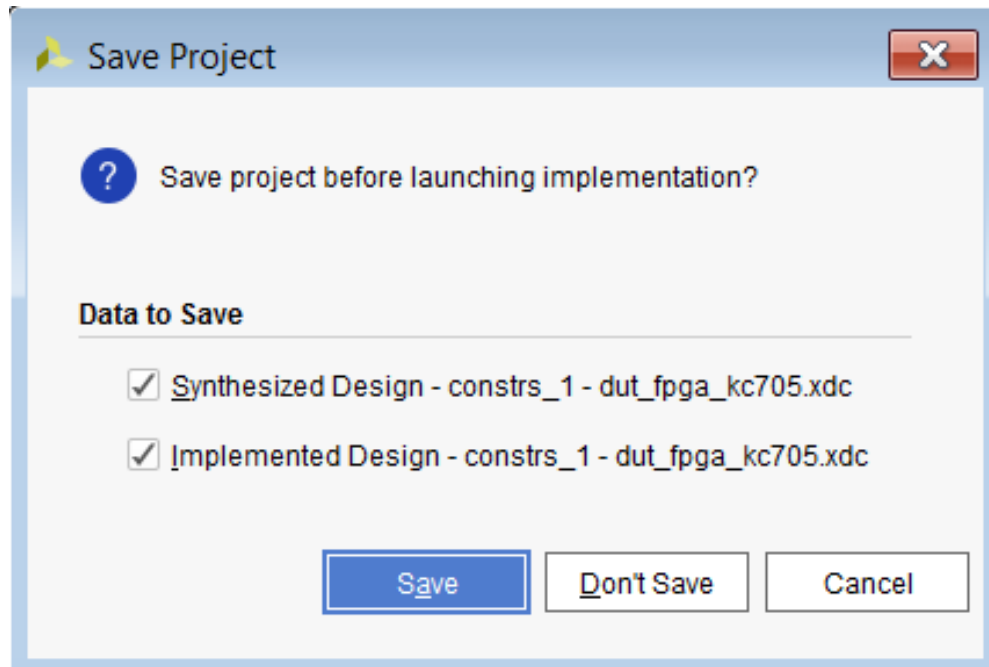 Save Project
? Save project before launching implementation?
Data to Save
Synthesized Design - constrs_1 - dut_fpga_kc705.xdc
Implemented Design - constrs_1 - dut_fpga_kc705.xdc
Save Don't Save Cancel